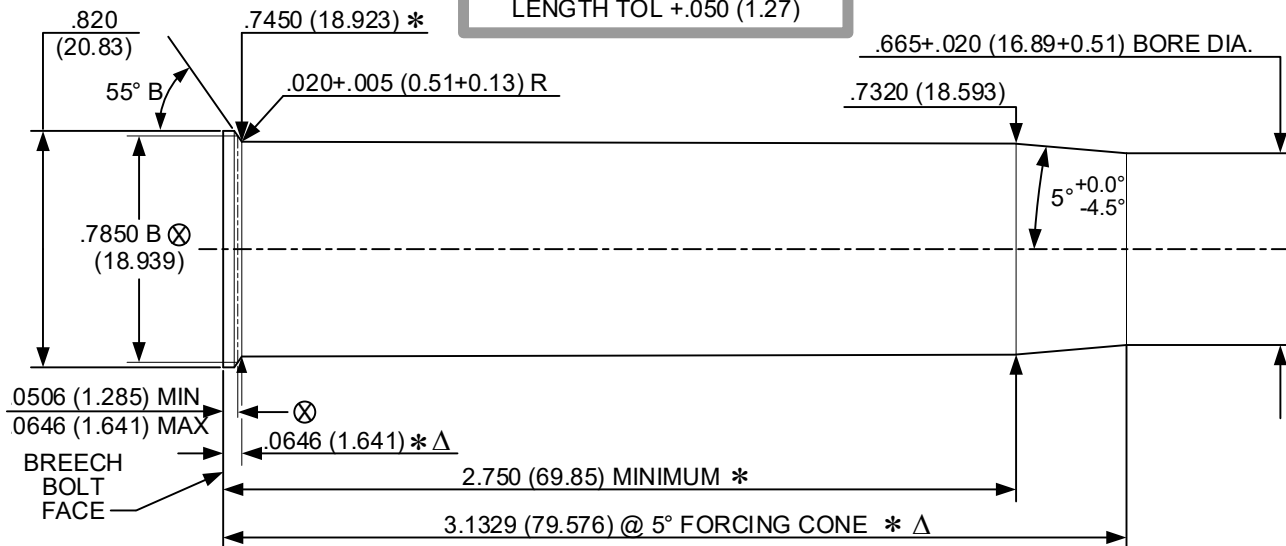 LENGTH TOL +.050 (1.27)
.820
(20.83)
.7450 (18.923) *
.665+.020 (16.89+0.51) BORE DIA.
55° B
.020+.005 (0.51+0.13) R
.7320 (18.593)
5° +0.0°
-4.5°
.7850 B ⊗
(18.939)
.0506 (1.285) MIN
.0646 (1.641) MAX
⊗
.0646 (1.641) * Δ
BREECH
BOLT
FACE
2.750 (69.85) MINIMUM *
3.1329 (79.576) @ 5° FORCING CONE * Δ